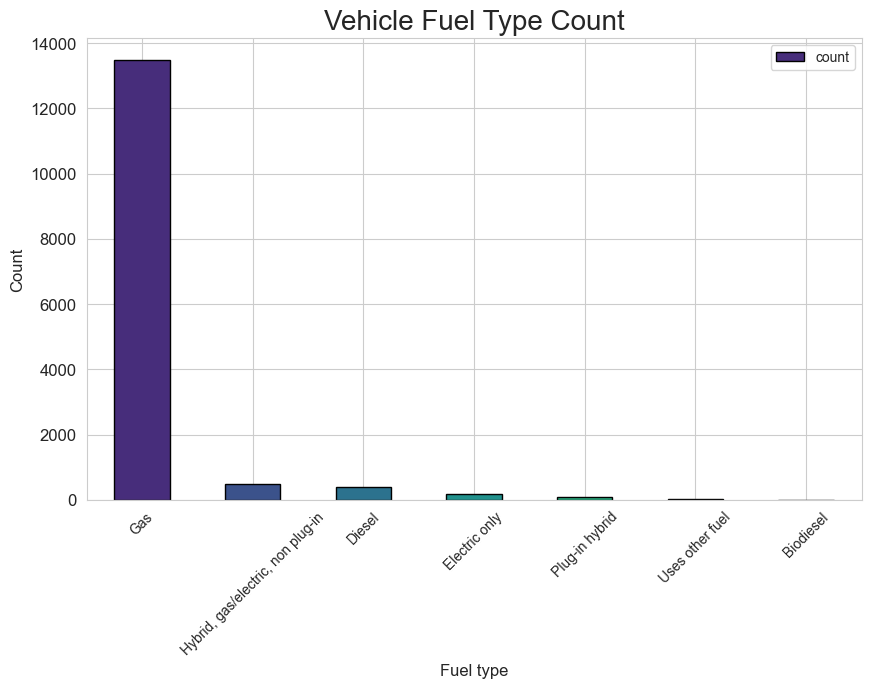 Vehicle Fuel Type Count
count
14000
12000
10000
8000
6000
4000
2000
0
Count
Gas
Hybrid, gas/electric, non plug-in
Diesel
Electric only
Plug-in hybrid
Uses other fuel
Biodiesel
Fuel type